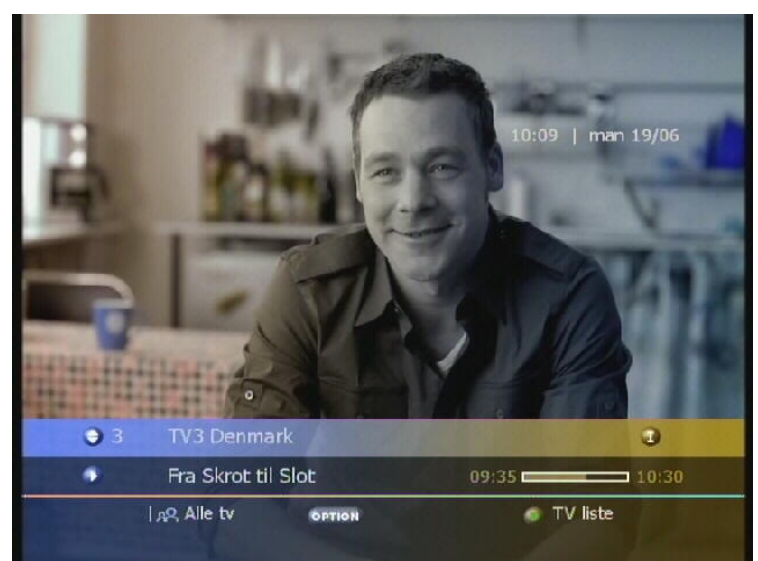 10:09 | man 19/06
3 TV3 Denmark
Fra Skrot til Slot 09:35 10:30
Alle tv OPTION TV liste